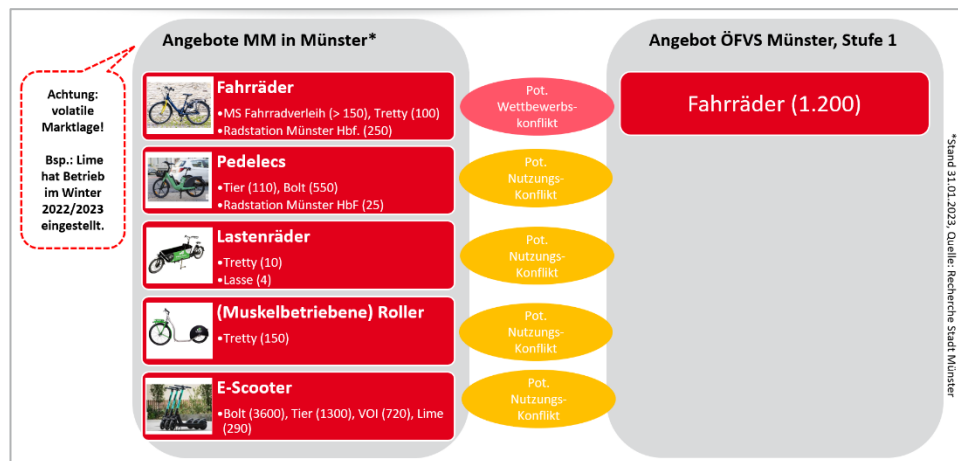 Angebote MM in Münster*
Angebot ÖFVS Münster, Stufe 1
Achtung:
volatile
Marktlage!
Bsp.: Lime
hat Betrieb
im Winter
2022/2023
eingestellt.
Fahrräder
•MS Fahrradverleih (> 150), Tretty (100)
•Radstation Münster Hbf. (250)
Pot.
Wettbewerbs-
konflikt
Fahrräder (1.200)
Pedelecs
•Tier (110), Bolt (550)
•Radstation Münster HbF (25)
Pot.
Nutzungs-
Konflikt
Lastenräder
•Tretty (10)
•Lasse (4)
Pot.
Nutzungs-
Konflikt
(Muskelbetriebene) Roller
•Tretty (150)
Pot.
Nutzungs-
Konflikt
E-Scooter
•Bolt (3600), Tier (1300), VOI (720), Lime
(290)
Pot.
Nutzungs-
Konflikt
*Stand 31.01.2023, Quelle: Recherche Stadt Münster